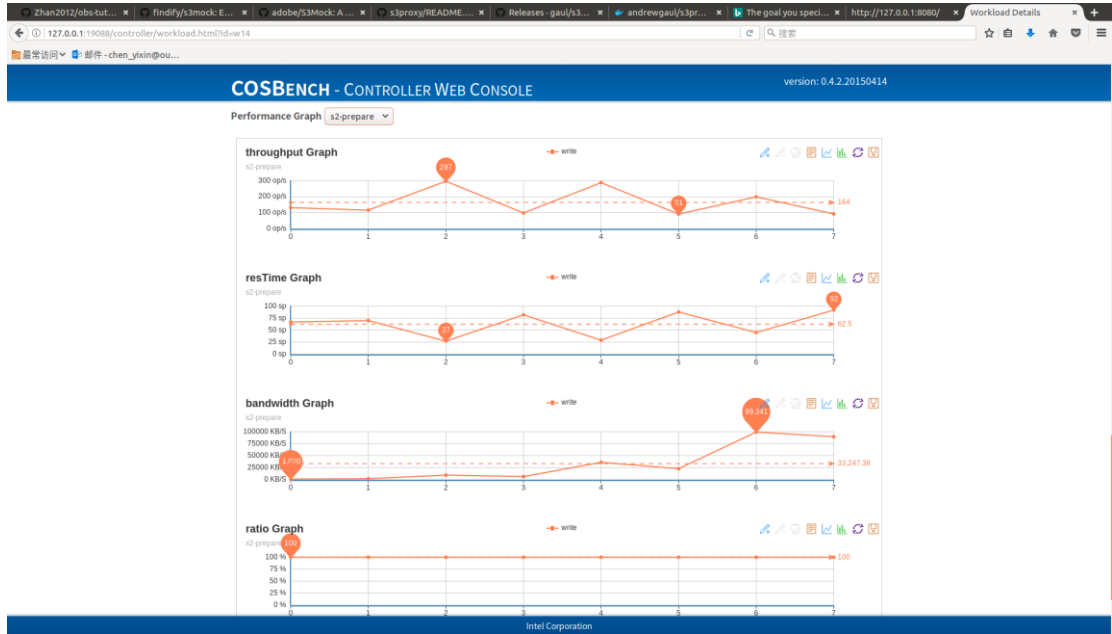 Zhan2012/obs-tut... × findify/s3mock: E... × adobe/S3Mock: A ... × s3proxy/README.... × Releases · gaul/s3... × andrewgaul/s3pr... × The goal you speci... × http://127.0.0.1:8080/ × Workload Details × +
127.0.0.1:19088/controller/workload.html?id=w14 搜索
最常访问 邮件 - chen_yixin@ou...
COSBENCH - CONTROLLER WEB CONSOLE version: 0.4.2.20150414
Performance Graph s2-prepare
throughput Graph write
s2-prepare
297
300 op/s
200 op/s
91
164
100 op/s
0 op/s
0 1 2 3 4 5 6 7
resTime Graph write
s2-prepare
92
100 sp
75 sp
62.5
50 sp
27
25 sp
0 sp
0 1 2 3 4 5 6 7
bandwidth Graph write
s2-prepare
99,341
100000 KB/S
75000 KB/S
50000 KB/
25000 KB/
33,247.38
0 KB/S
0 1 2 3 4 5 6 7
ratio Graph write
s2-prepare
100
100 %
100
75 %
50 %
25 %
0 %
0 1 2 3 4 5 6 7
Intel Corporation